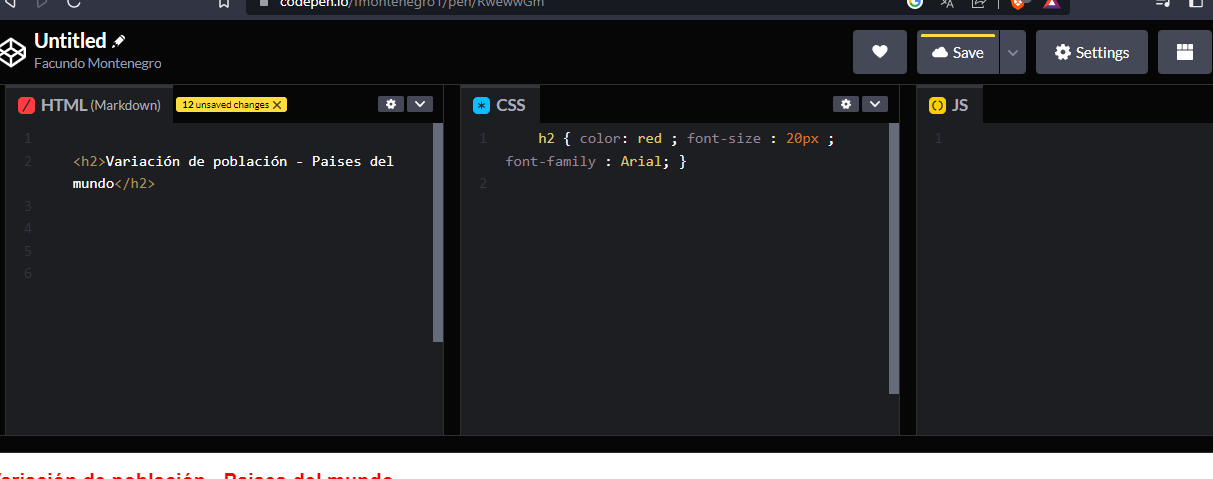 codepen.io/fmontenegro1/pen/RwewwGm
Untitled
Facundo Montenegro
Save
Settings
HTML (Markdown)
12 unsaved changes X
CSS
JS
1
2 <h2>Variación de población - Paises del
mundo</h2>
3
4
5
6
1 h2 { color: red ; font-size : 20px ;
font-family : Arial; }
2
1
Variación de población - Paises del mundo